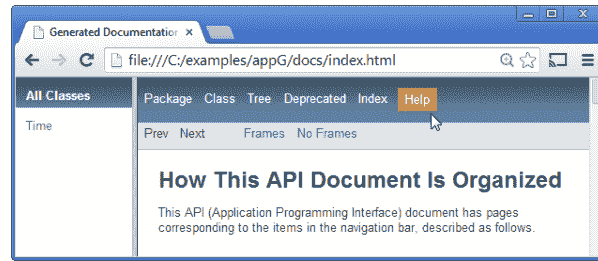 Generated Documentation
file:///C:/examples/appG/docs/index.html
All Classes
Package Class Tree Deprecated Index Help
Time
Prev Next Frames No Frames
How This API Document Is Organized
This API (Application Programming Interface) document has pages
corresponding to the items in the navigation bar, described as follows.